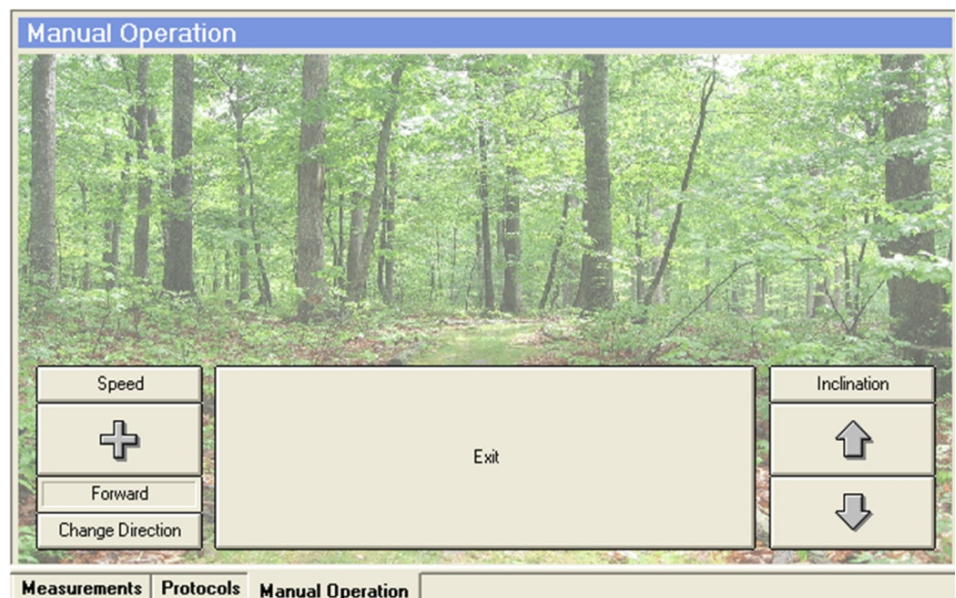 Manual Operation
Speed
Inclination
Exit
Forward
Change Direction
Measurements Protocols Manual Operation